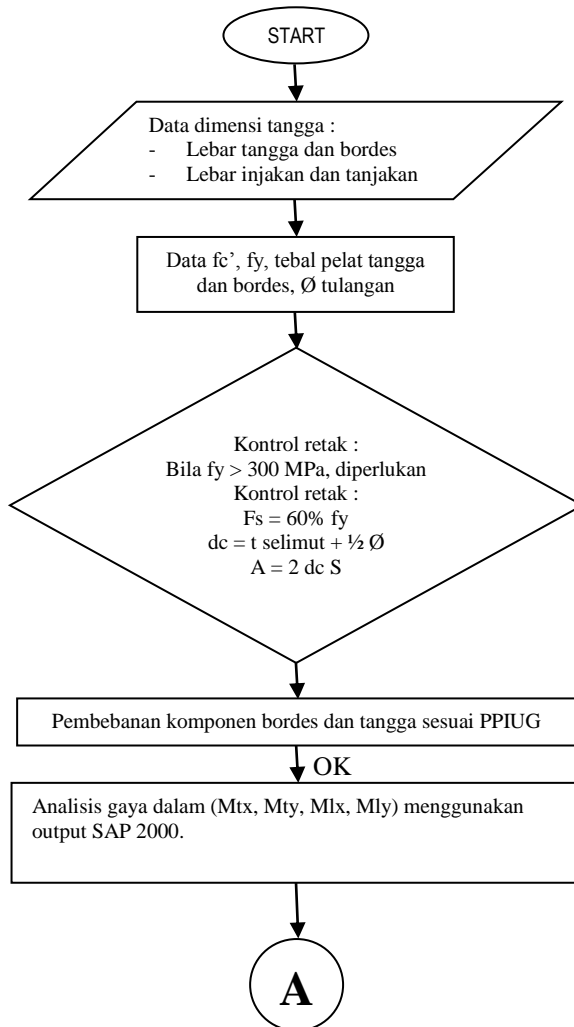 START
Data dimensi tangga :
- Lebar tangga dan bordes
- Lebar injakan dan tanjakan
Data fc’, fy, tebal pelat tangga
dan bordes, Ø tulangan
Kontrol retak :
Bila fy > 300 MPa, diperlukan
Kontrol retak :
Fs = 60% fy
dc = t selimut + ½ Ø
A = 2 dc S
Pembebanan komponen bordes dan tangga sesuai PPIUG
OK
Analisis gaya dalam (Mtx, Mty, Mlx, Mly) menggunakan
output SAP 2000.
A